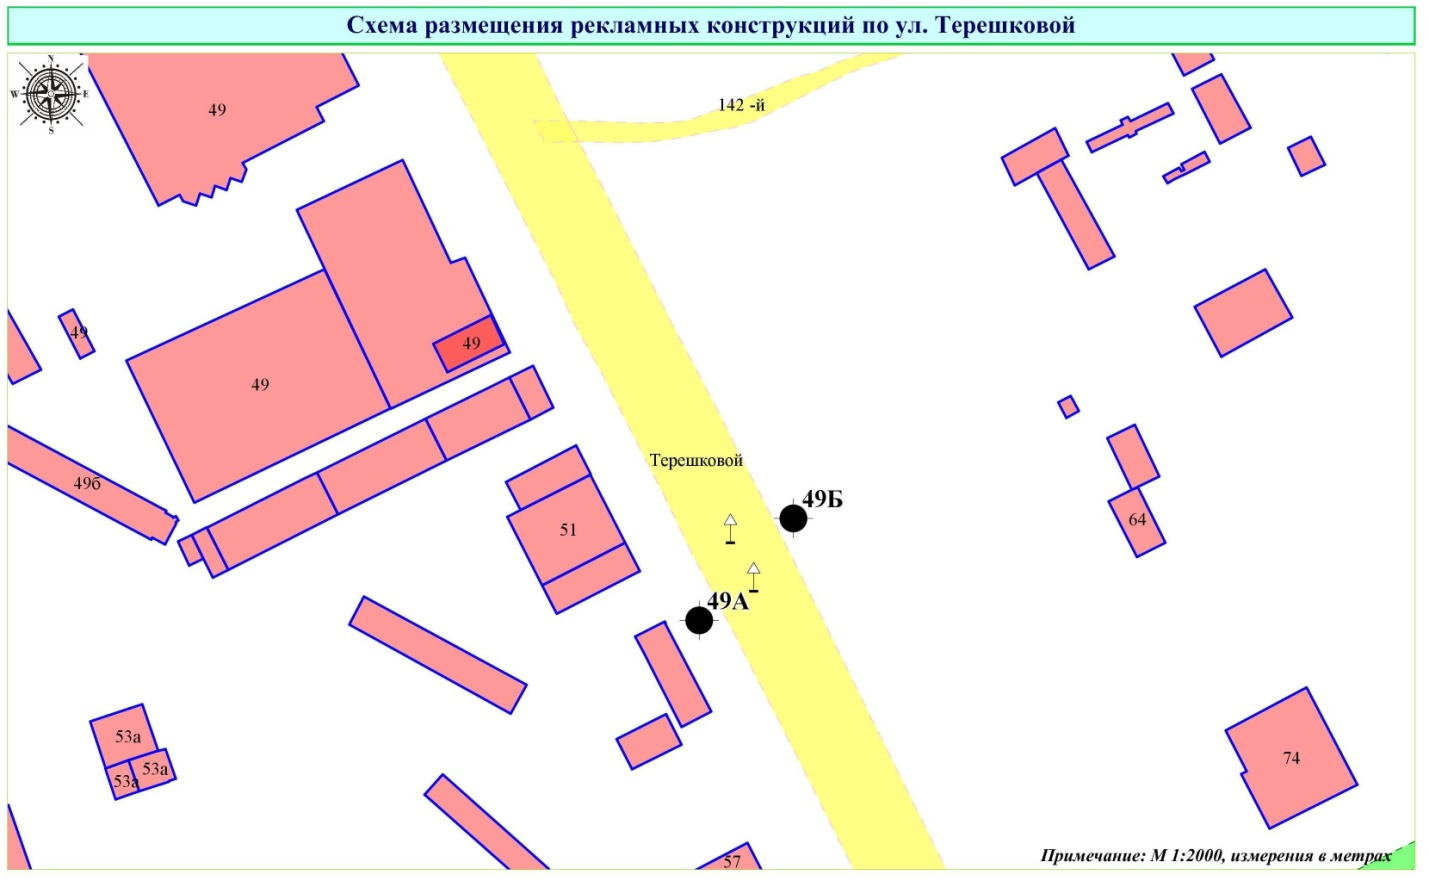 Схема размещения рекламных конструкций по ул. Терешковой
N
W E
S
49
142 -й
49
49
49
49б
Терешковой
49Б
51
64
49А
53а
53а
53а
74
57
Примечание: М 1:2000, измерения в метрах